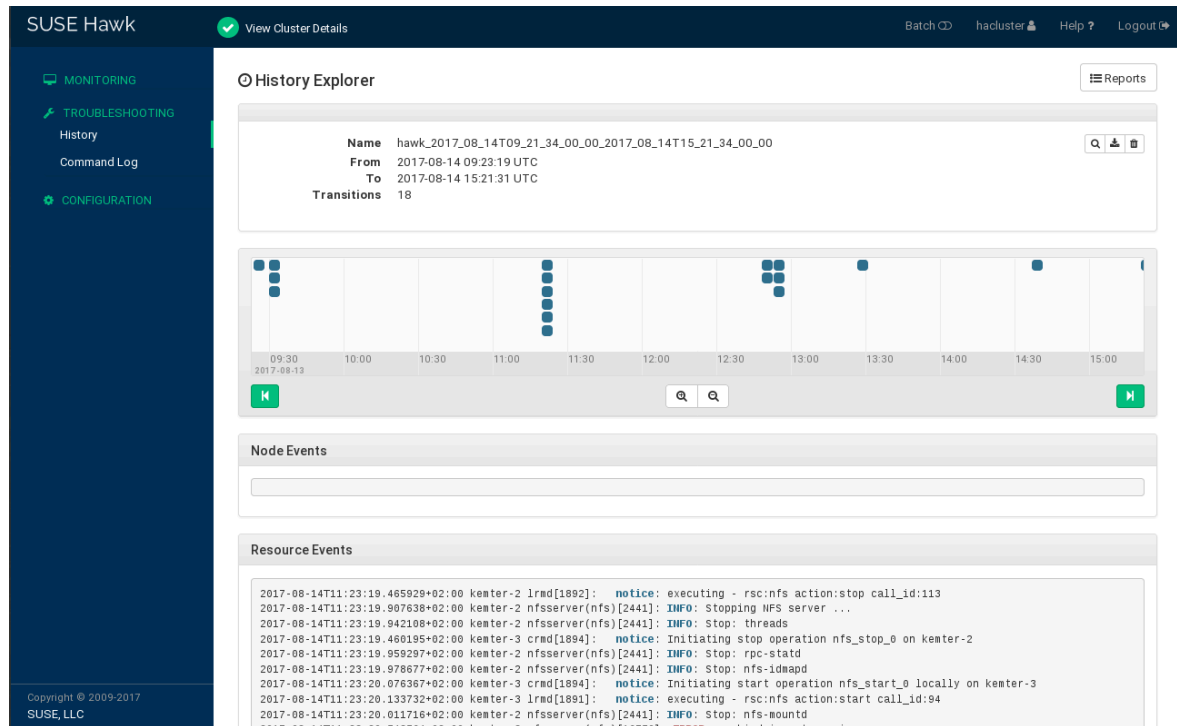 SUSE Hawk
View Cluster Details
Batch
hacluster
Help ?
Logout
MONITORING
TROUBLESHOOTING
History
Command Log
CONFIGURATION
History Explorer
Reports
Name hawk_2017_08_14T09_21_34_00_00_2017_08_14T15_21_34_00_00
From 2017-08-14 09:23:19 UTC
To 2017-08-14 15:21:31 UTC
Transitions 18
09:30 10:00 10:30 11:00 11:30 12:00 12:30 13:00 13:30 14:00 14:30 15:00
2017-08-13
Node Events
Resource Events
2017-08-14T11:23:19.465929+02:00 kemter-2 lrmd[1892]: notice: executing - rsc:nfs action:stop call_id:113
2017-08-14T11:23:19.907638+02:00 kemter-2 nfsserver(nfs)[2441]: INFO: Stopping NFS server ...
2017-08-14T11:23:19.942108+02:00 kemter-2 nfsserver(nfs)[2441]: INFO: Stop: threads
2017-08-14T11:23:19.460195+02:00 kemter-3 crmd[1894]: notice: Initiating stop operation nfs_stop_0 on kemter-2
2017-08-14T11:23:19.959297+02:00 kemter-2 nfsserver(nfs)[2441]: INFO: Stop: rpc-statd
2017-08-14T11:23:19.978677+02:00 kemter-2 nfsserver(nfs)[2441]: INFO: Stop: nfs-idmapd
2017-08-14T11:23:20.076367+02:00 kemter-3 crmd[1894]: notice: Initiating start operation nfs_start_0 locally on kemter-3
2017-08-14T11:23:20.133732+02:00 kemter-3 lrmd[1891]: notice: executing - rsc:nfs action:start call_id:94
2017-08-14T11:23:20.011716+02:00 kemter-2 nfsserver(nfs)[2441]: INFO: Stop: nfs-mountd
Copyright © 2009-2017
SUSE, LLC